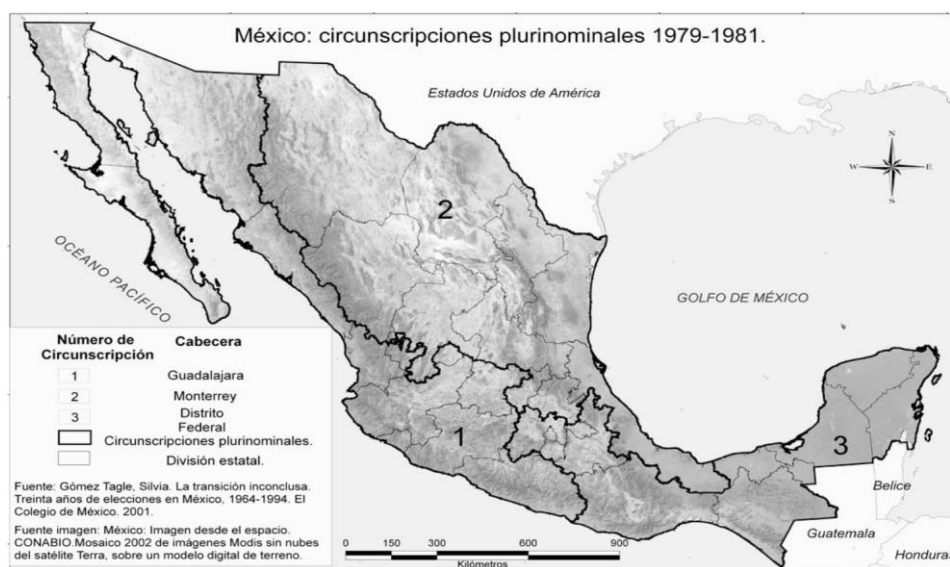 México: circunscripciones plurinominales 1979-1981.
Estados Unidos de América
N
W E
S
2
OCÉANO PACÍFICO
GOLFO DE MÉXICO
Número de Circunscripción
Cabecera
1 Guadalajara
2 Monterrey
3 Distrito Federal
Circunscripciones plurinominales.
División estatal.
1
3
Belice
Guatemala
Honduras
Fuente: Gómez Tagle, Silvia. La transición inconclusa.
Treinta años de elecciones en México, 1964-1994. El
Colegio de México. 2001.
Fuente imagen: México: Imagen desde el espacio.
CONABIO.Mosaico 2002 de imágenes Modis sin nubes
del satélite Terra, sobre un modelo digital de terreno.
0 300 600 900
Kilómetros